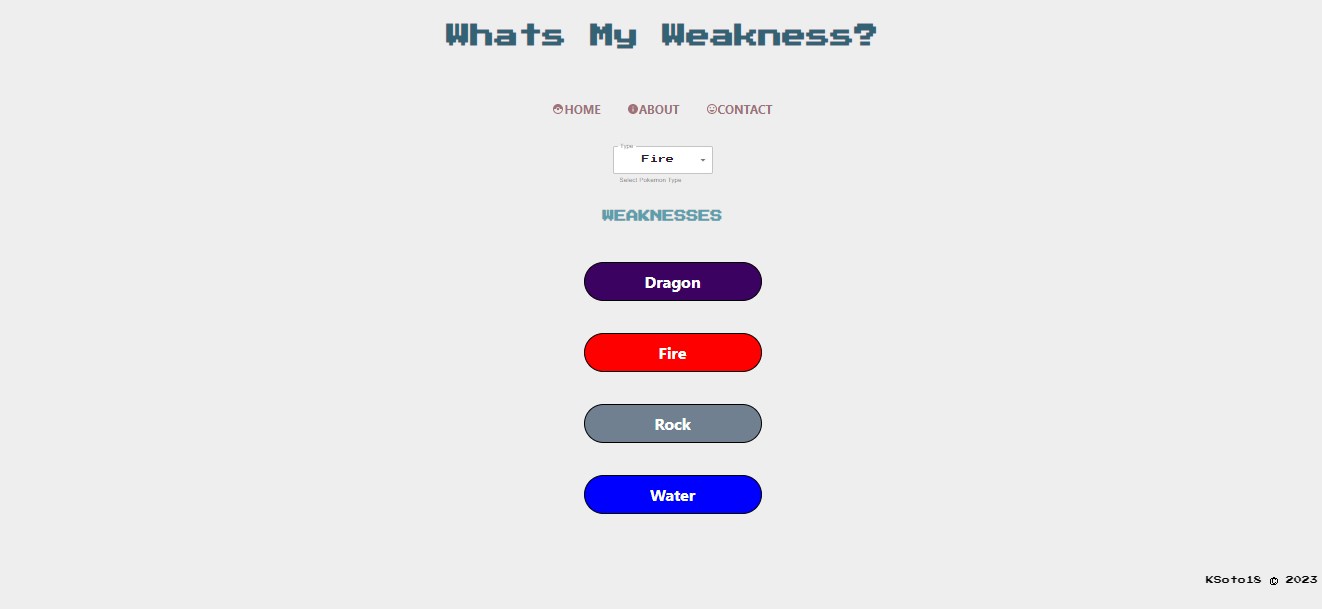 Whats My Weakness?
HOME ABOUT CONTACT
Type
Fire
Select Pokemon Type
WEAKNESSES
Dragon
Fire
Rock
Water
KSoto18 © 2023